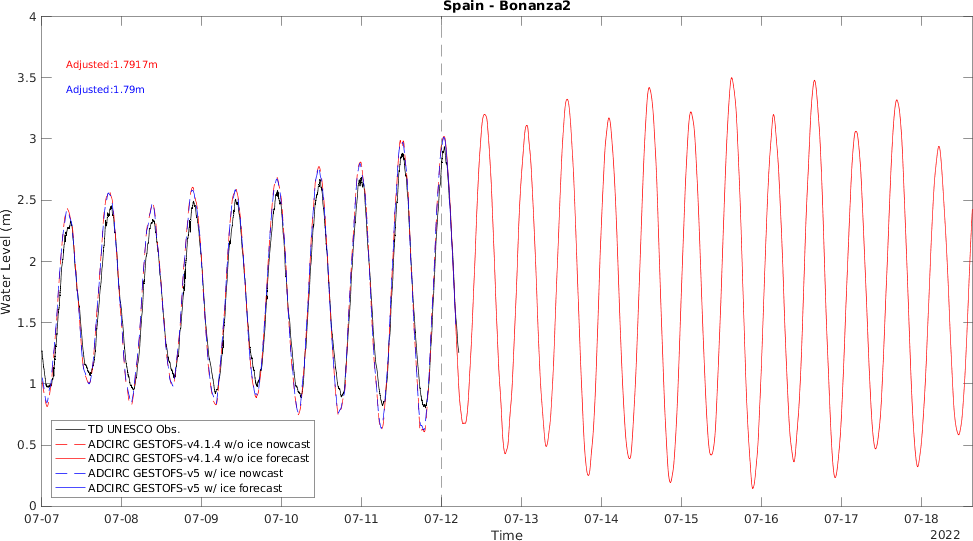 Spain - Bonanza2
4
3.5
3
2.5
2
1.5
1
0.5
0
Water Level (m)
Adjusted:1.7917m
Adjusted:1.79m
TD UNESCO Obs.
ADCIRC GESTOFS-v4.1.4 w/o ice nowcast
ADCIRC GESTOFS-v4.1.4 w/o ice forecast
ADCIRC GESTOFS-v5 w/ ice nowcast
ADCIRC GESTOFS-v5 w/ ice forecast
07-07 07-08 07-09 07-10 07-11 07-12 07-13 07-14 07-15 07-16 07-17 07-18
2022
Time